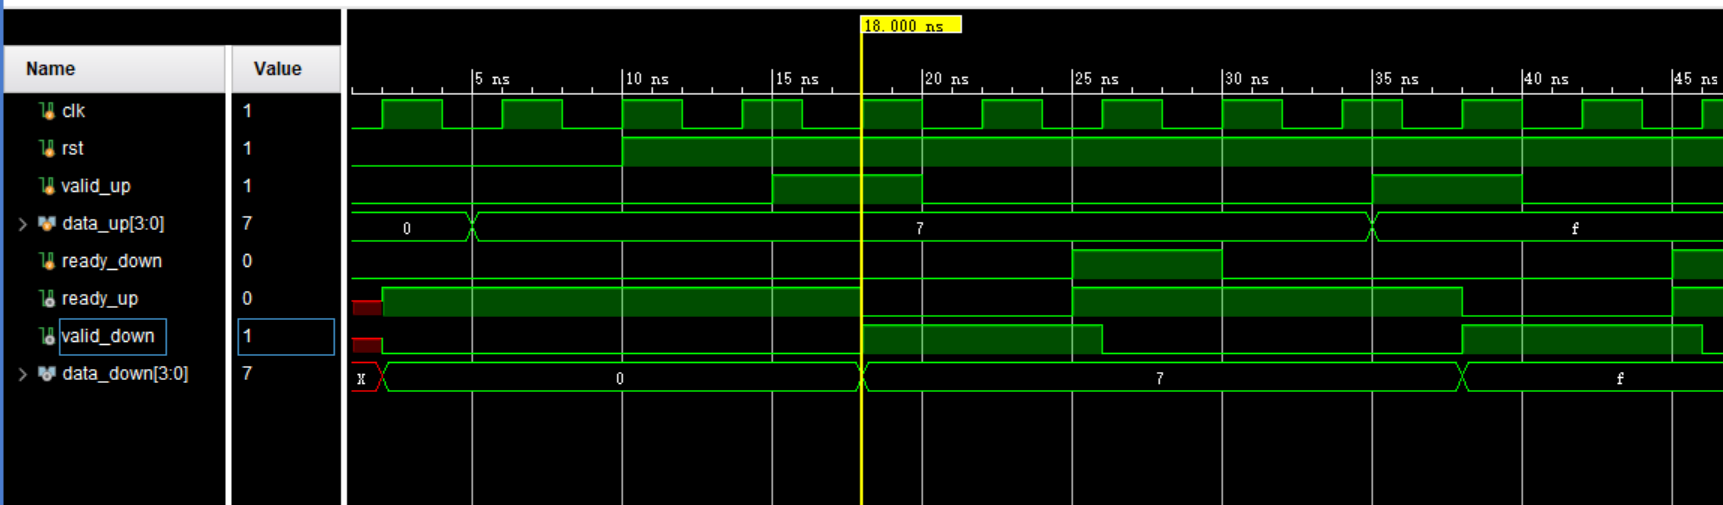 18.000 ns
Name Value
5 ns 10 ns 15 ns 20 ns 25 ns 30 ns 35 ns 40 ns 45 ns
clk 1
rst 1
valid_up 1
data_up[3:0] 7 0 7 f
ready_down 0
ready_up 0
valid_down 1
data_down[3:0] 7 X 0 7 f